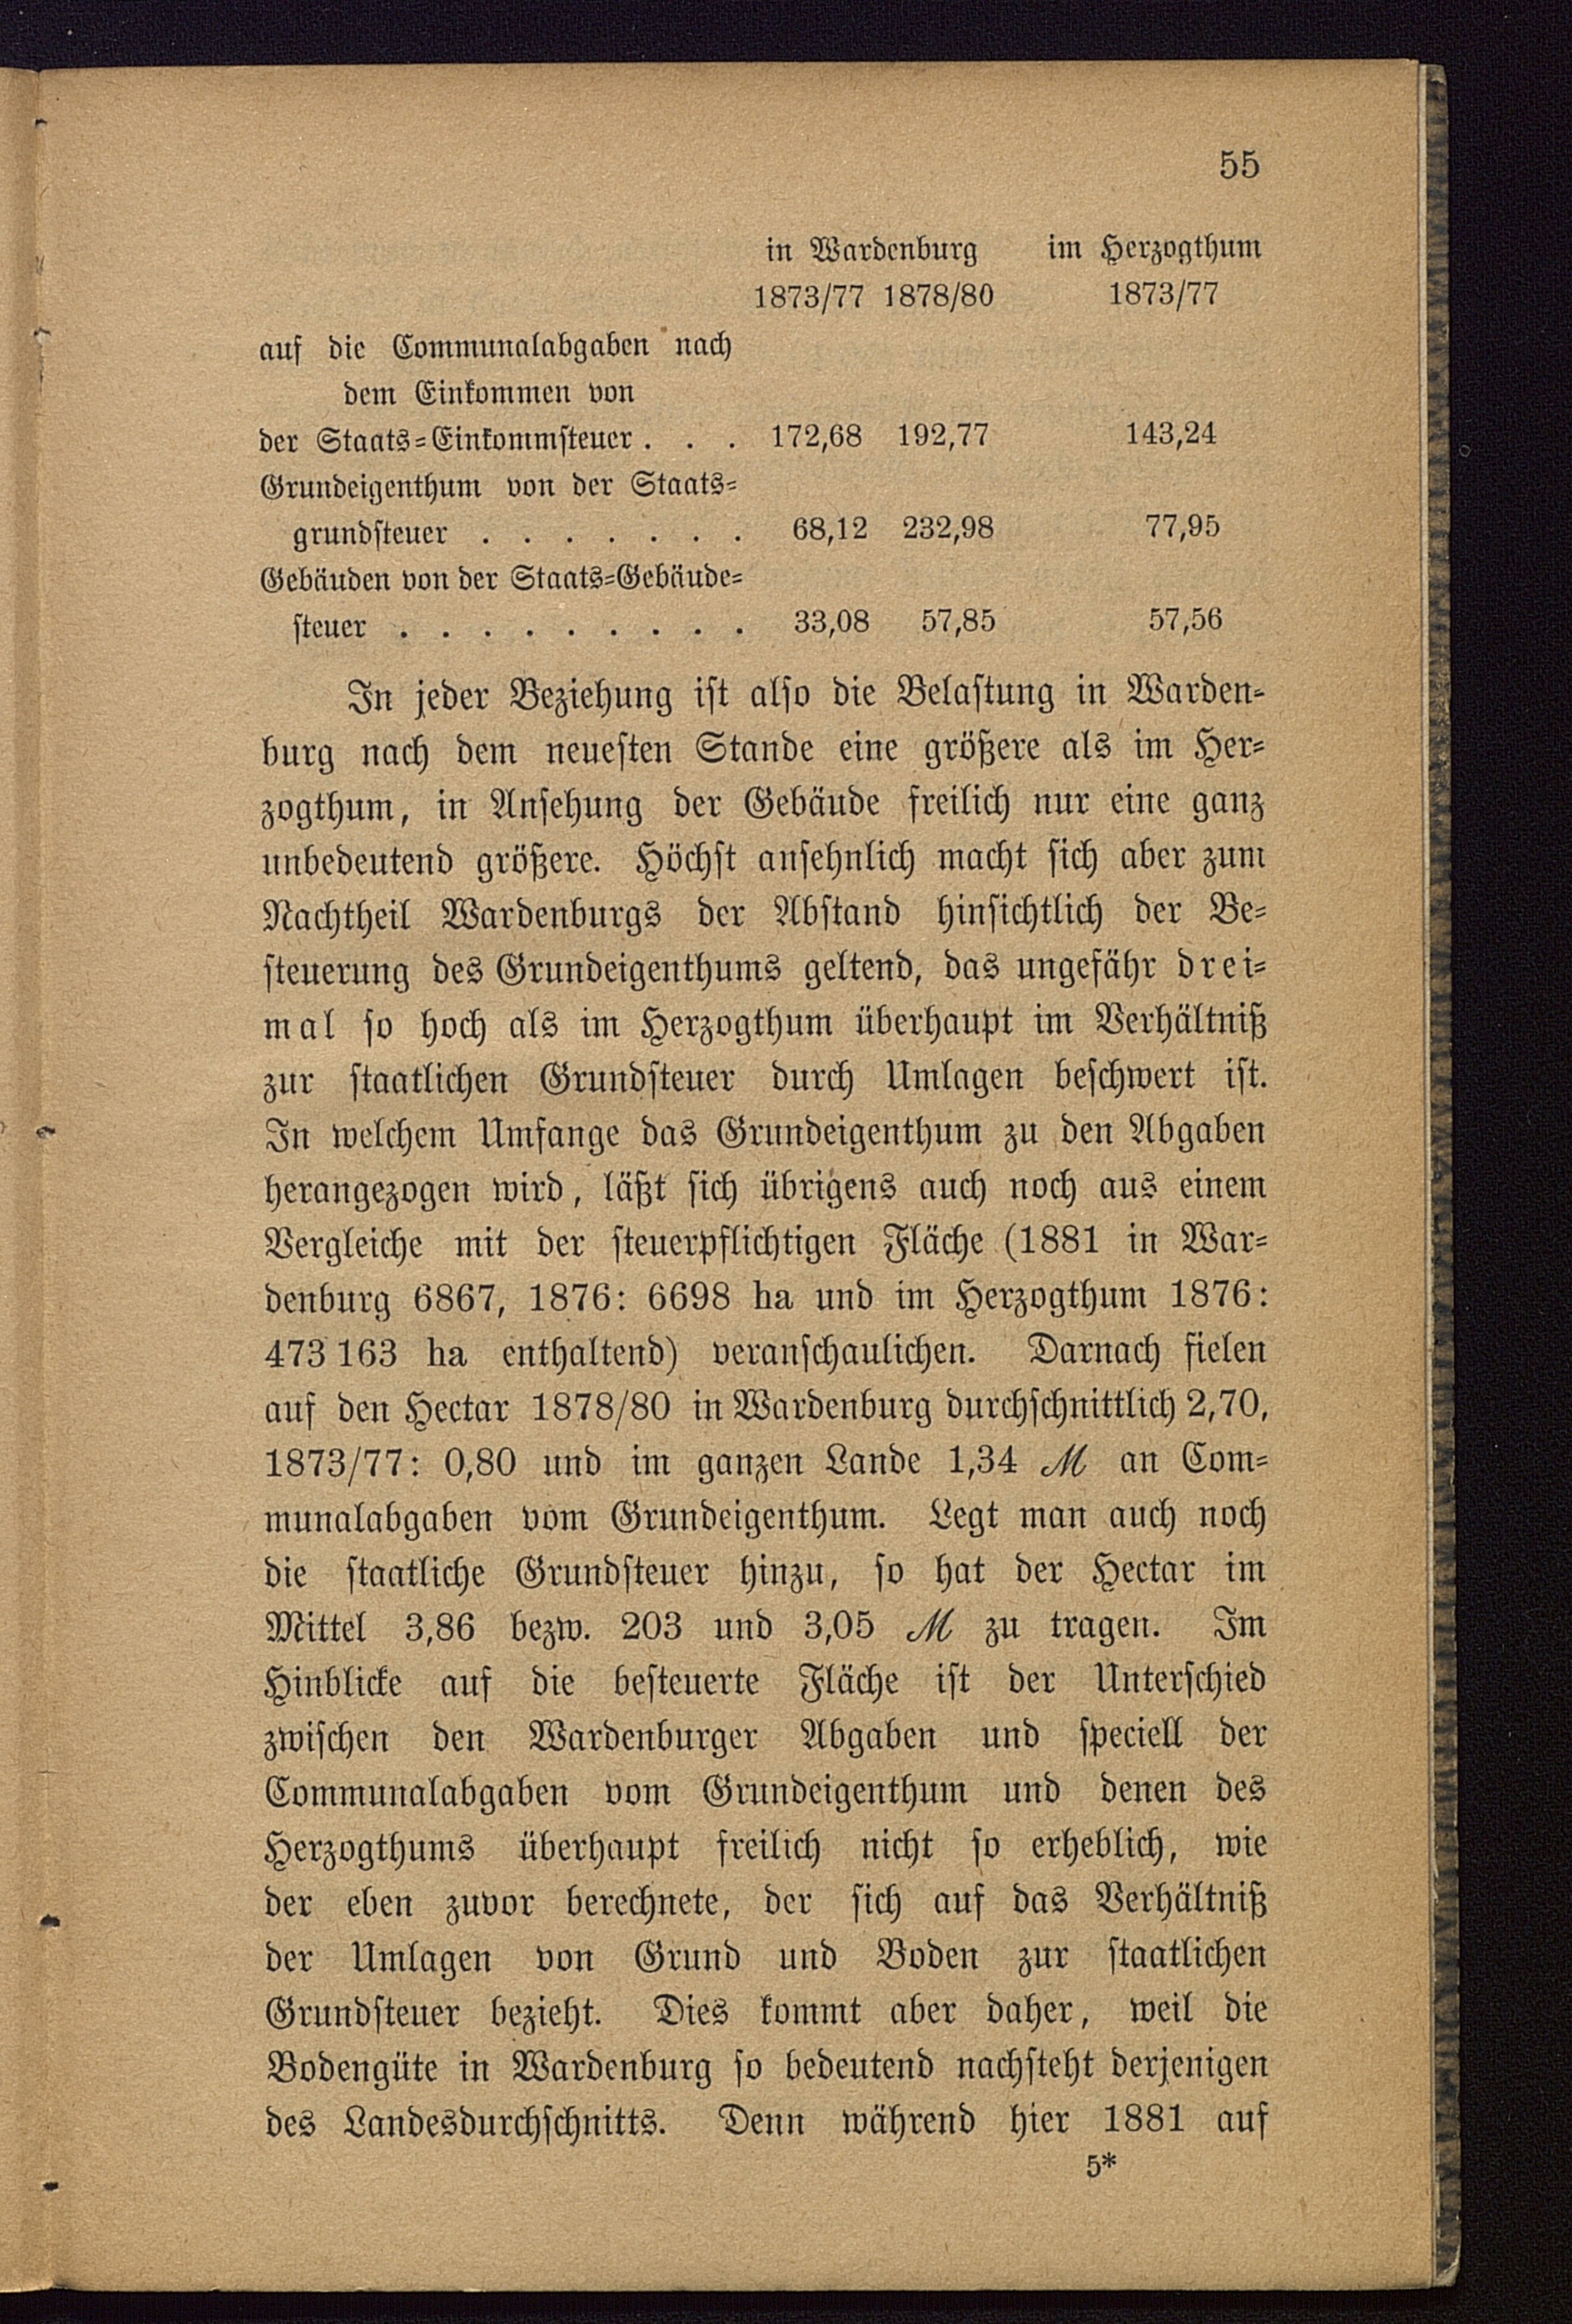 55
in Wardenburg im Herzogthum
1873/77 1878/80 1873/77
auf die Communalabgaben nach
dem Einkommen von
der Staats=Einkommsteuer . . . 172,68 192,77 143,24
Grundeigenthum von der Staats=
grundsteuer . . . . . . . 68,12 232,98 77,95
Gebäuden von der Staats=Gebäude=
steuer . . . . . . . . . 33,08 57,85 57,56
In jeder Beziehung ist also die Belastung in Warden=
burg nach dem neuesten Stande eine größere als im Her=
zogthum, in Ansehung der Gebäude freilich nur eine ganz
unbedeutend größere. Höchst ansehnlich macht sich aber zum
Nachtheil Wardenburgs der Abstand hinsichtlich der Be=
steuerung des Grundeigenthums geltend, das ungefähr drei=
mal so hoch als im Herzogthum überhaupt im Verhältniß
zur staatlichen Grundsteuer durch Umlagen beschwert ist.
In welchem Umfange das Grundeigenthum zu den Abgaben
herangezogen wird, läßt sich übrigens auch noch aus einem
Vergleiche mit der steuerpflichtigen Fläche (1881 in War=
denburg 6867, 1876: 6698 ha und im Herzogthum 1876:
473 163 ha enthaltend) veranschaulichen. Darnach fielen
auf den Hectar 1878/80 in Wardenburg durchschnittlich 2,70,
1873/77: 0,80 und im ganzen Lande 1,34 ℳ an Com=
munalabgaben vom Grundeigenthum. Legt man auch noch
die staatliche Grundsteuer hinzu, so hat der Hectar im
Mittel 3,86 bezw. 203 und 3,05 ℳ zu tragen. Im
Hinblicke auf die besteuerte Fläche ist der Unterschied
zwischen den Wardenburger Abgaben und speciell der
Communalabgaben vom Grundeigenthum und denen des
Herzogthums überhaupt freilich nicht so erheblich, wie
der eben zuvor berechnete, der sich auf das Verhältniß
der Umlagen von Grund und Boden zur staatlichen
Grundsteuer bezieht. Dies kommt aber daher, weil die
Bodengüte in Wardenburg so bedeutend nachsteht derjenigen
des Landesdurchschnitts. Denn während hier 1881 auf
5*